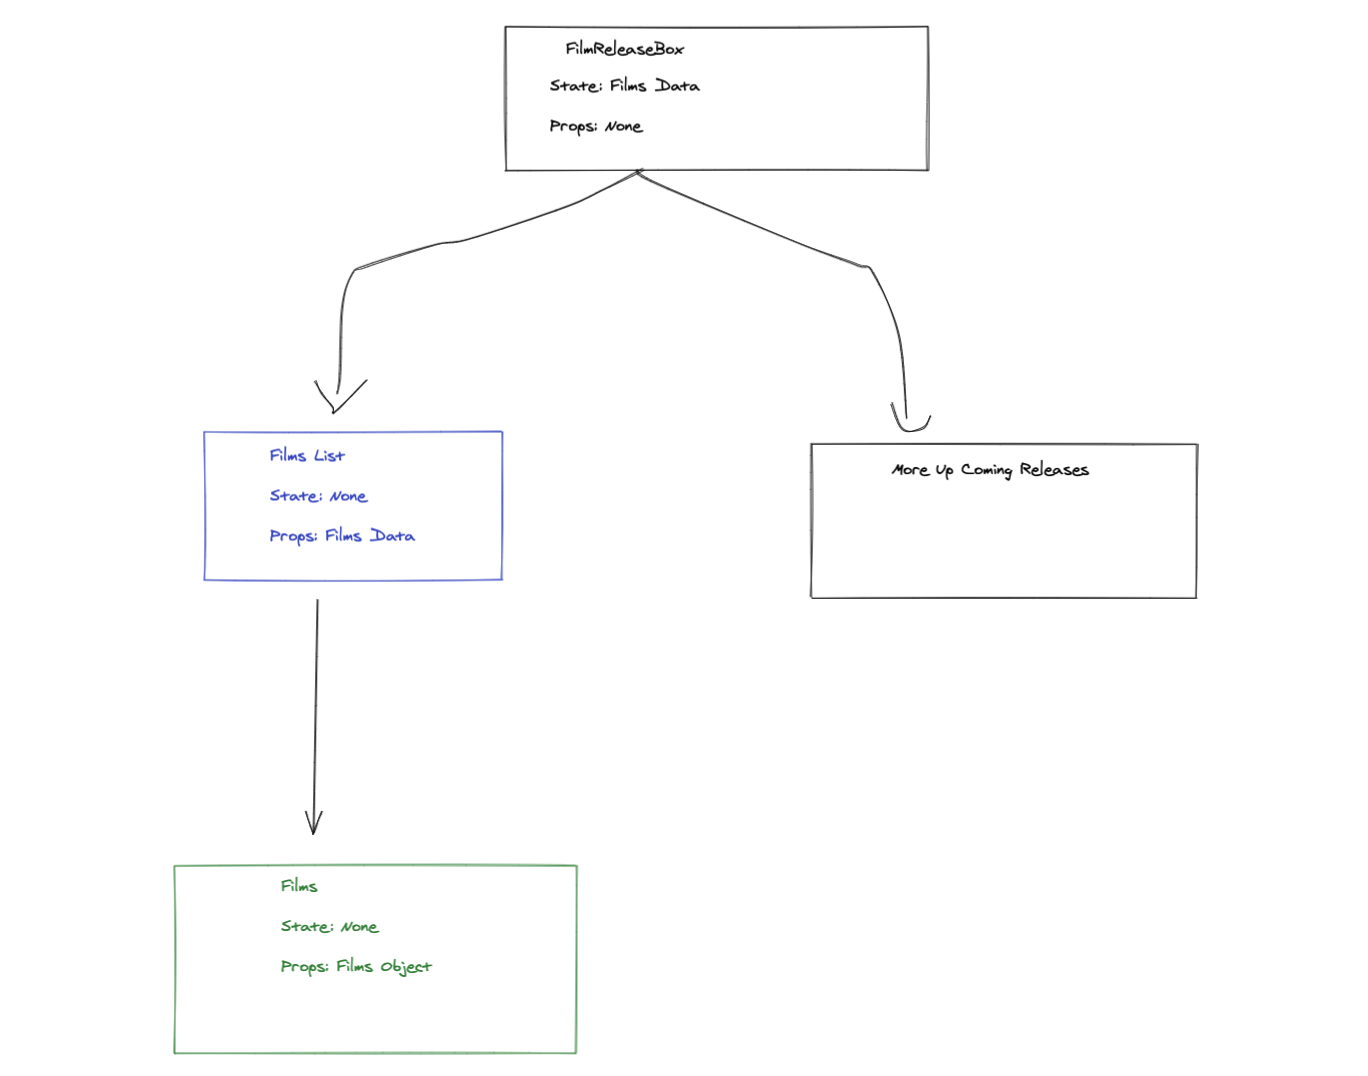 FilmReleaseBox
State: Films Data
Props: None
Films List
State: None
Props: Films Data
More Up Coming Releases
Films
State: None
Props: Films Object